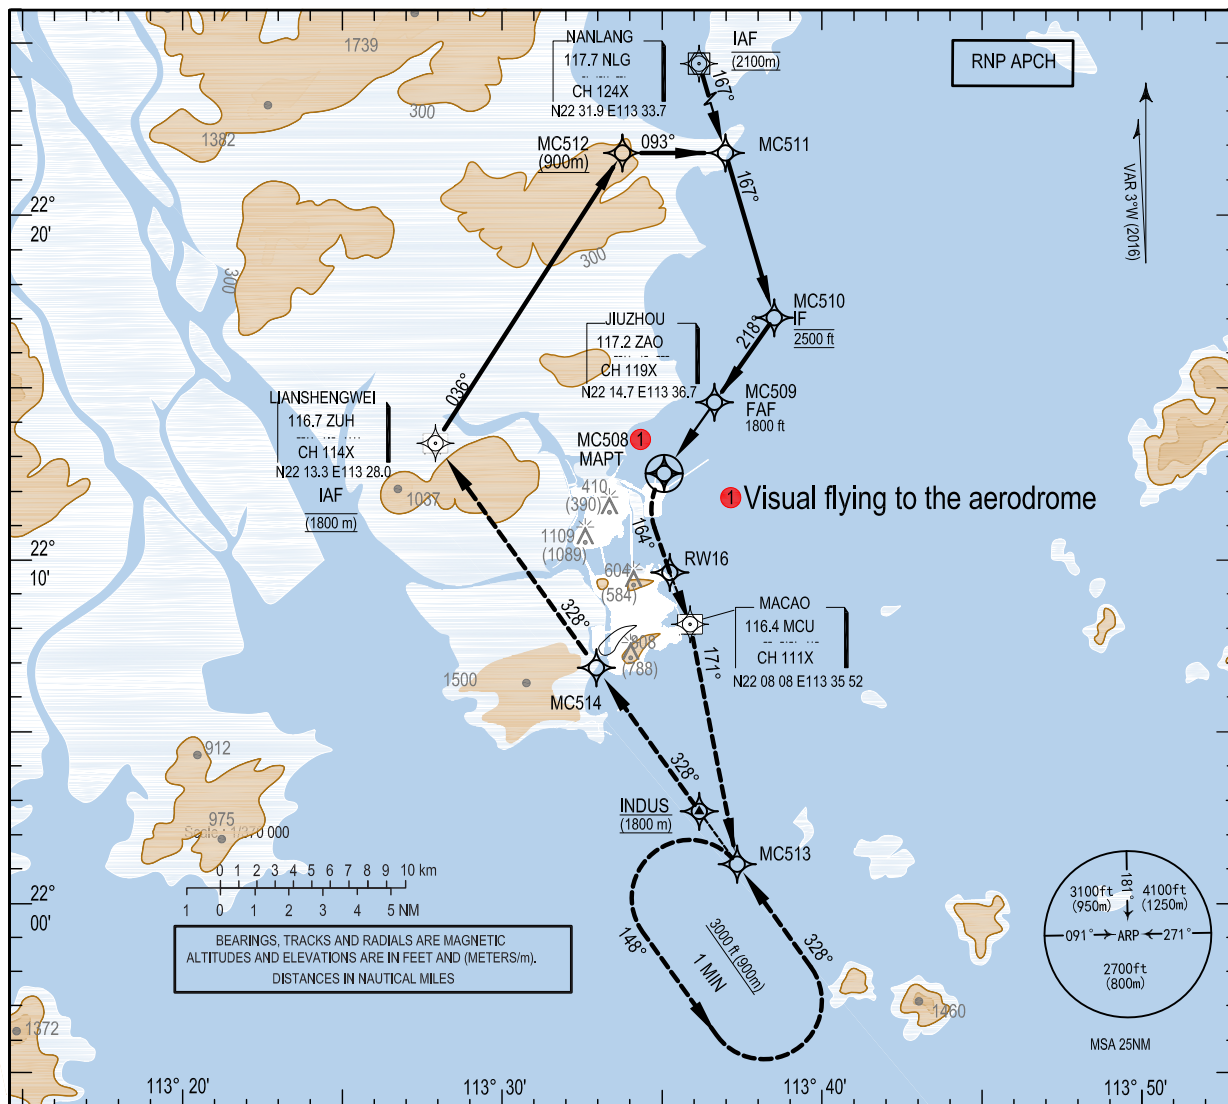 1739
1382
300
NANLANG
117.7 NLG
CH 124X
N22 31.9 E113 33.7
IAF
(2100m)
167°
RNP APCH
VAR 3°W (2016)
MC512
(900m)
093°
MC511
167°
22°
20'
300
300
MC510
IF
2500 ft
218°
JIUZHOU
117.2 ZAO
CH 119X
N22 14.7 E113 36.7
MC509
FAF
1800 ft
036°
LIANSHENGWEI
116.7 ZUH
CH 114X
N22 13.3 E113 28.0
IAF
(1800 m)
1037
MC508
MAPT
1
1 Visual flying to the aerodrome
410
(390)
1109
(1089)
164°
22°
10'
604
(584)
RW16
MACAO
116.4 MCU
CH 111X
N22 08 08 E113 35 52
328°
808
(788)
171°
1500
MC514
912
328°
INDUS
(1800 m)
975
Scale : 1/370 000
MC513
0 1 2 3 4 5 6 7 8 9 10 km
1 0 1 2 3 4 5 NM
22°
00'
BEARINGS, TRACKS AND RADIALS ARE MAGNETIC
ALTITUDES AND ELEVATIONS ARE IN FEET AND (METERS/m).
DISTANCES IN NAUTICAL MILES
148°
3000 ft (900m)
1 MIN
328°
3100ft
(950m)
181°
4100ft
(1250m)
091° ARP 271°
2700ft
(800m)
MSA 25NM
1460
1372
113° 20'
113° 30'
113° 40'
113° 50'